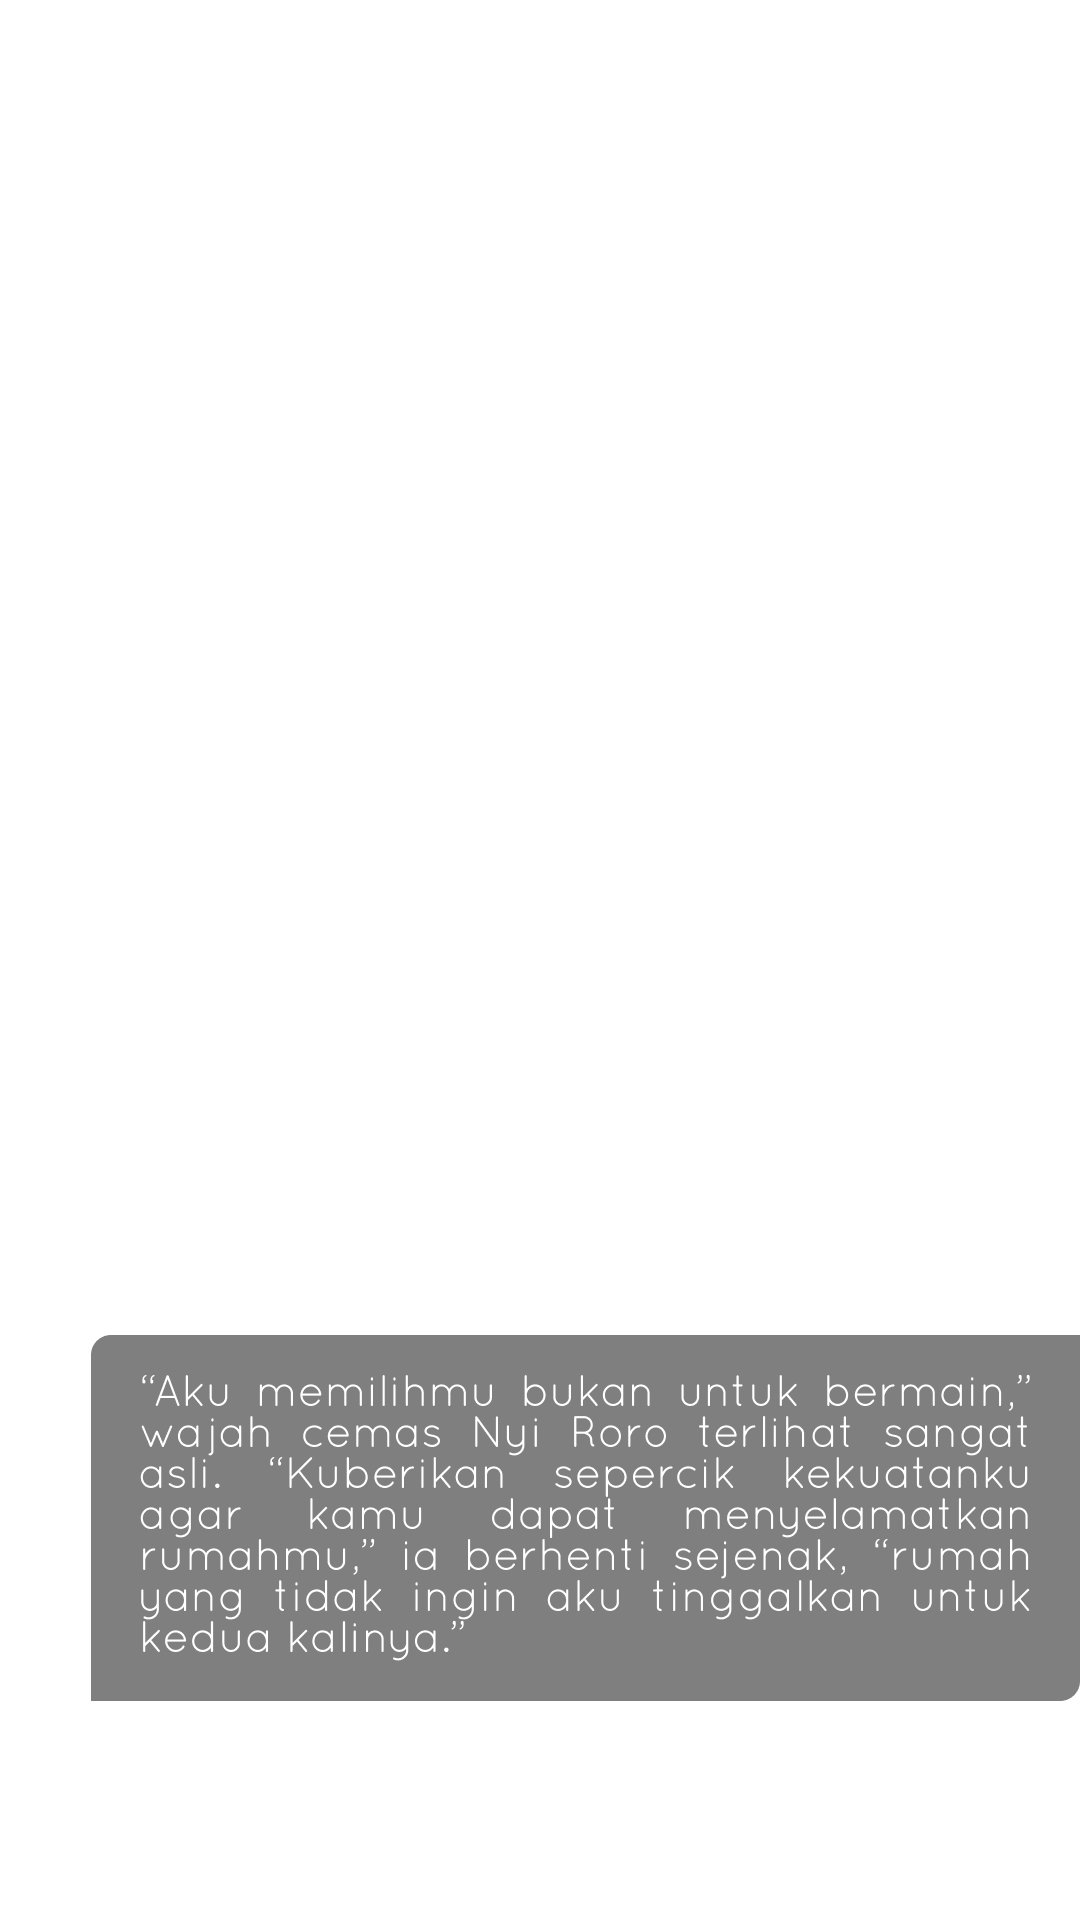 “Aku memilihmu bukan untuk bermain,”
wajah cemas Nyi Roro terlihat sangat
asli. “Kuberikan sepercik kekuatanku
agar kamu dapat menyelamatkan
rumahmu,” ia berhenti sejenak, “rumah
yang tidak ingin aku tinggalkan untuk
kedua kalinya.”